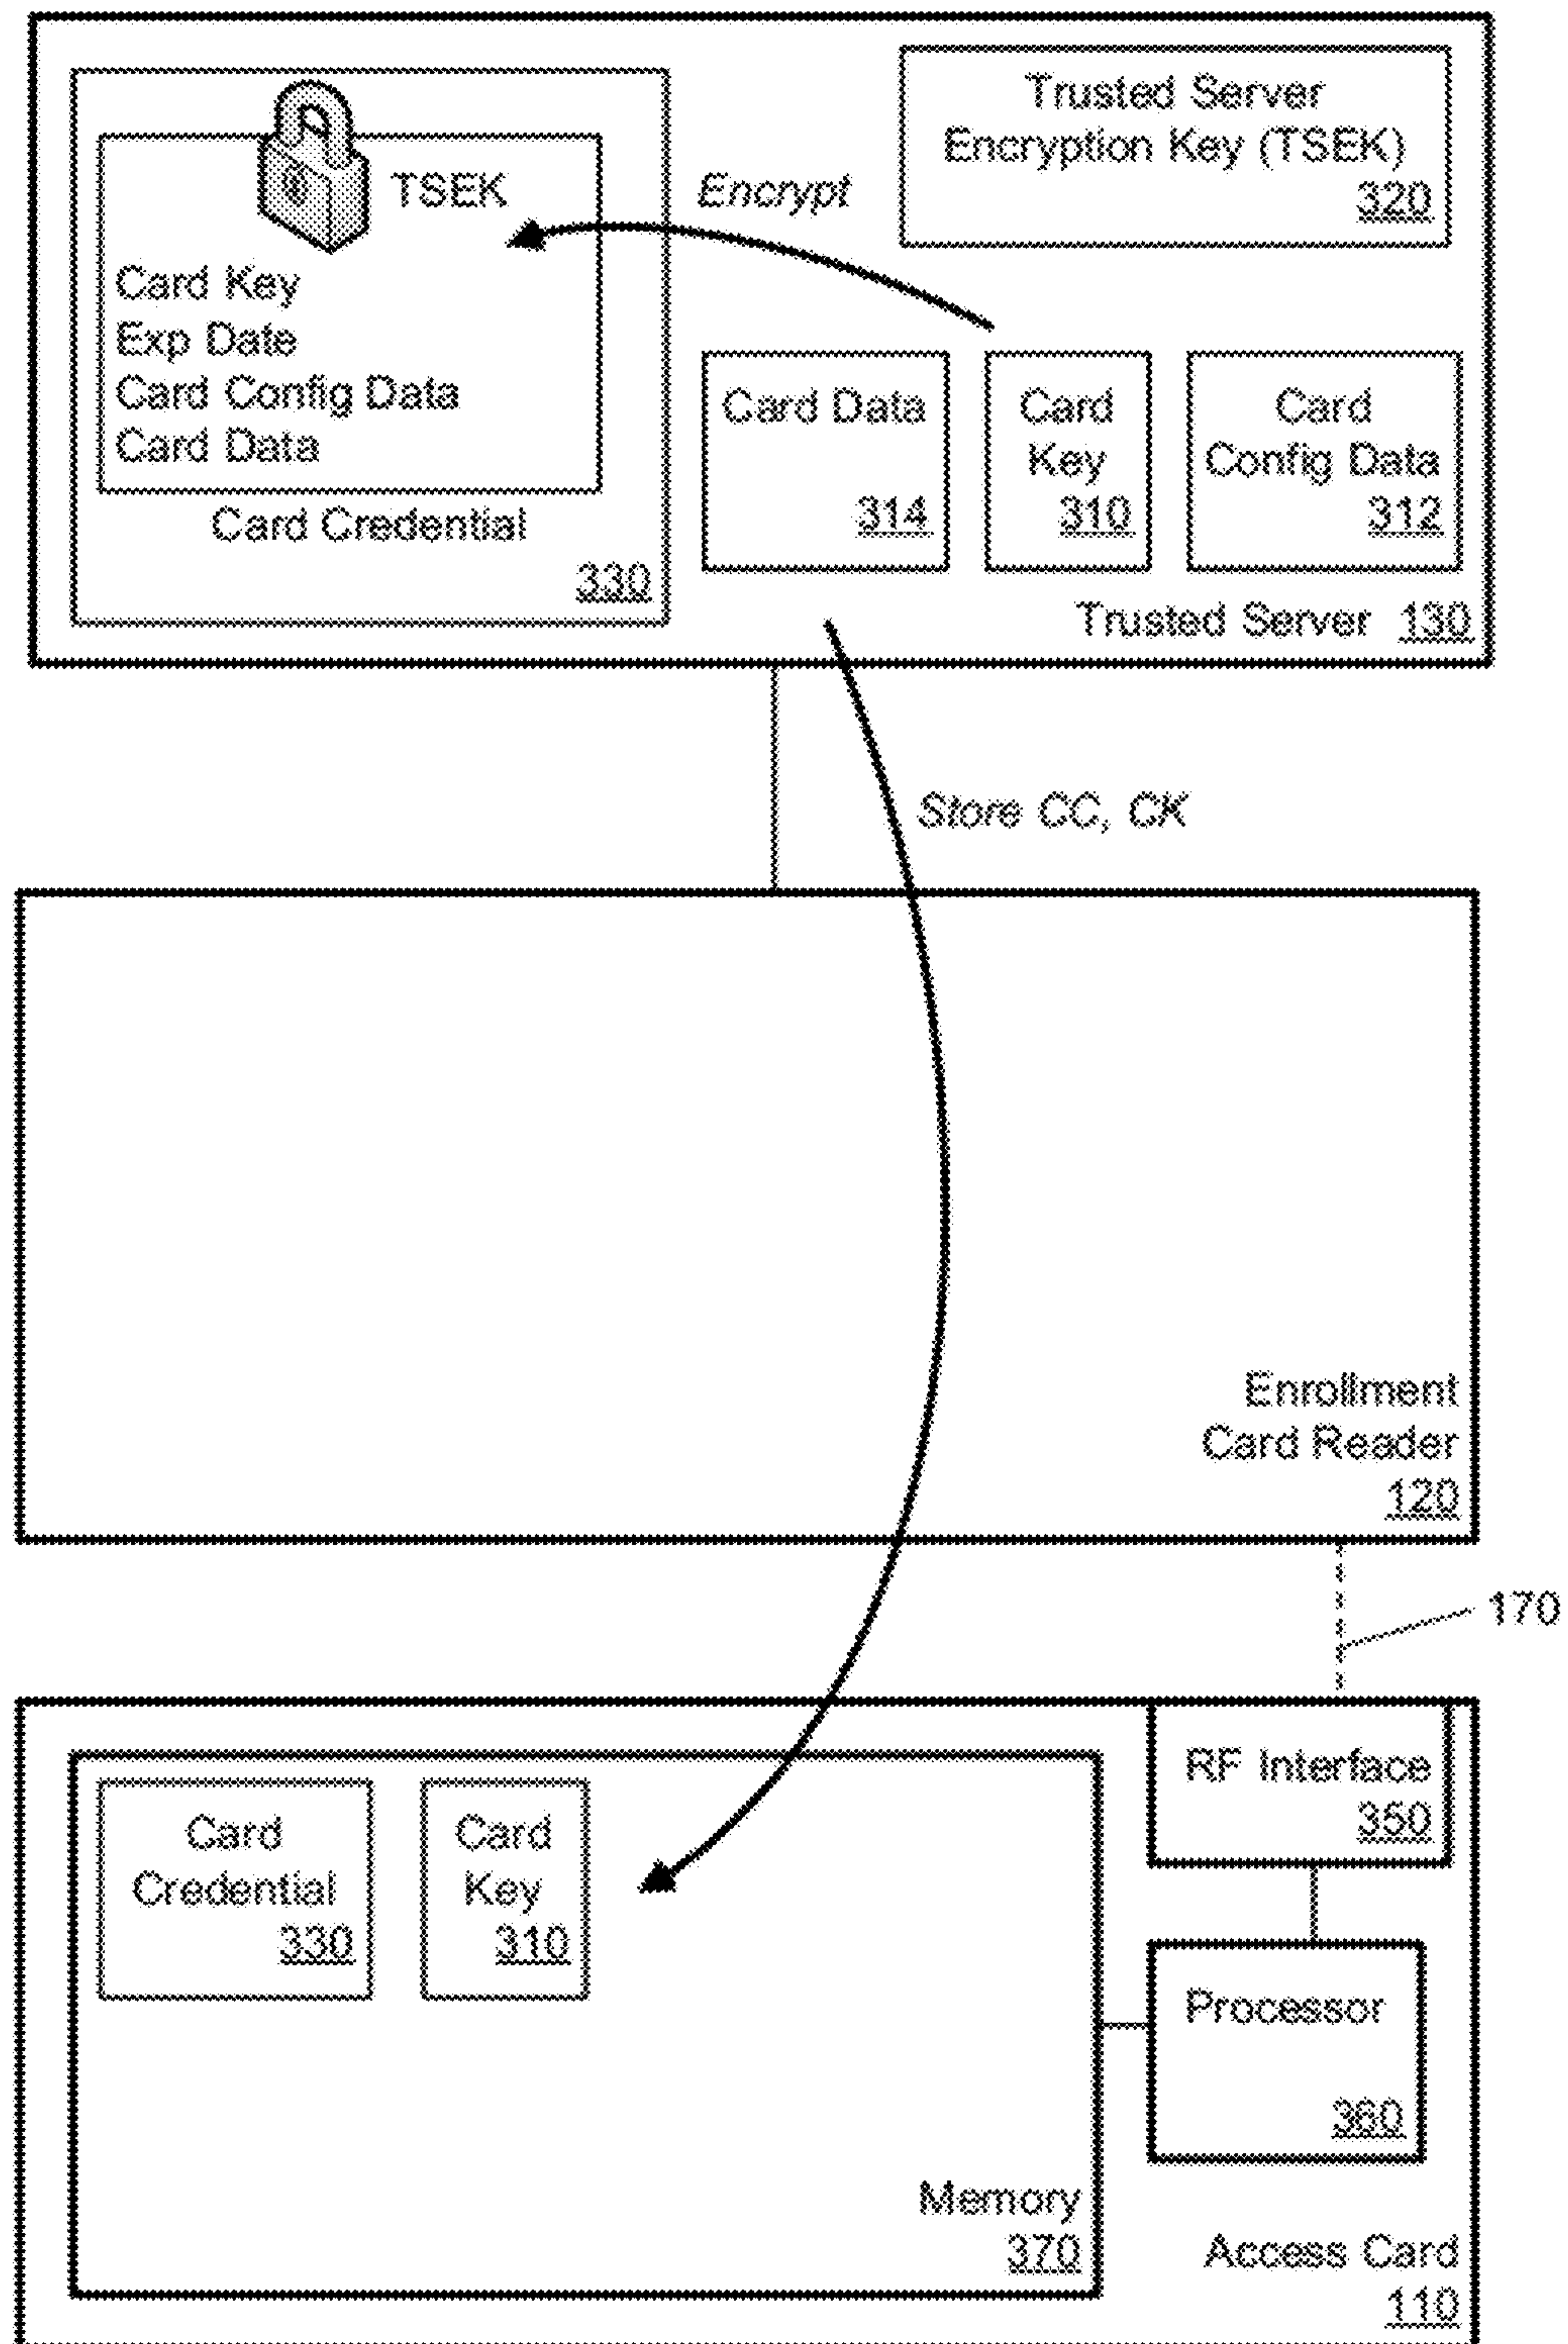 Trusted Server
Encryption Key (TSEK)
320
TSEK
Encrypt
Card Key
Exp Date
Card Config Data
Card Data
Card Credential
330
Card Data
314
Card
Key
310
Card
Config Data
312
Trusted Server 130
Store CC, CK
Enrollment
Card Reader
120
170
Card
Credential
330
Card
Key
310
RF Interface
350
Processor
360
Memory
370
Access Card
110